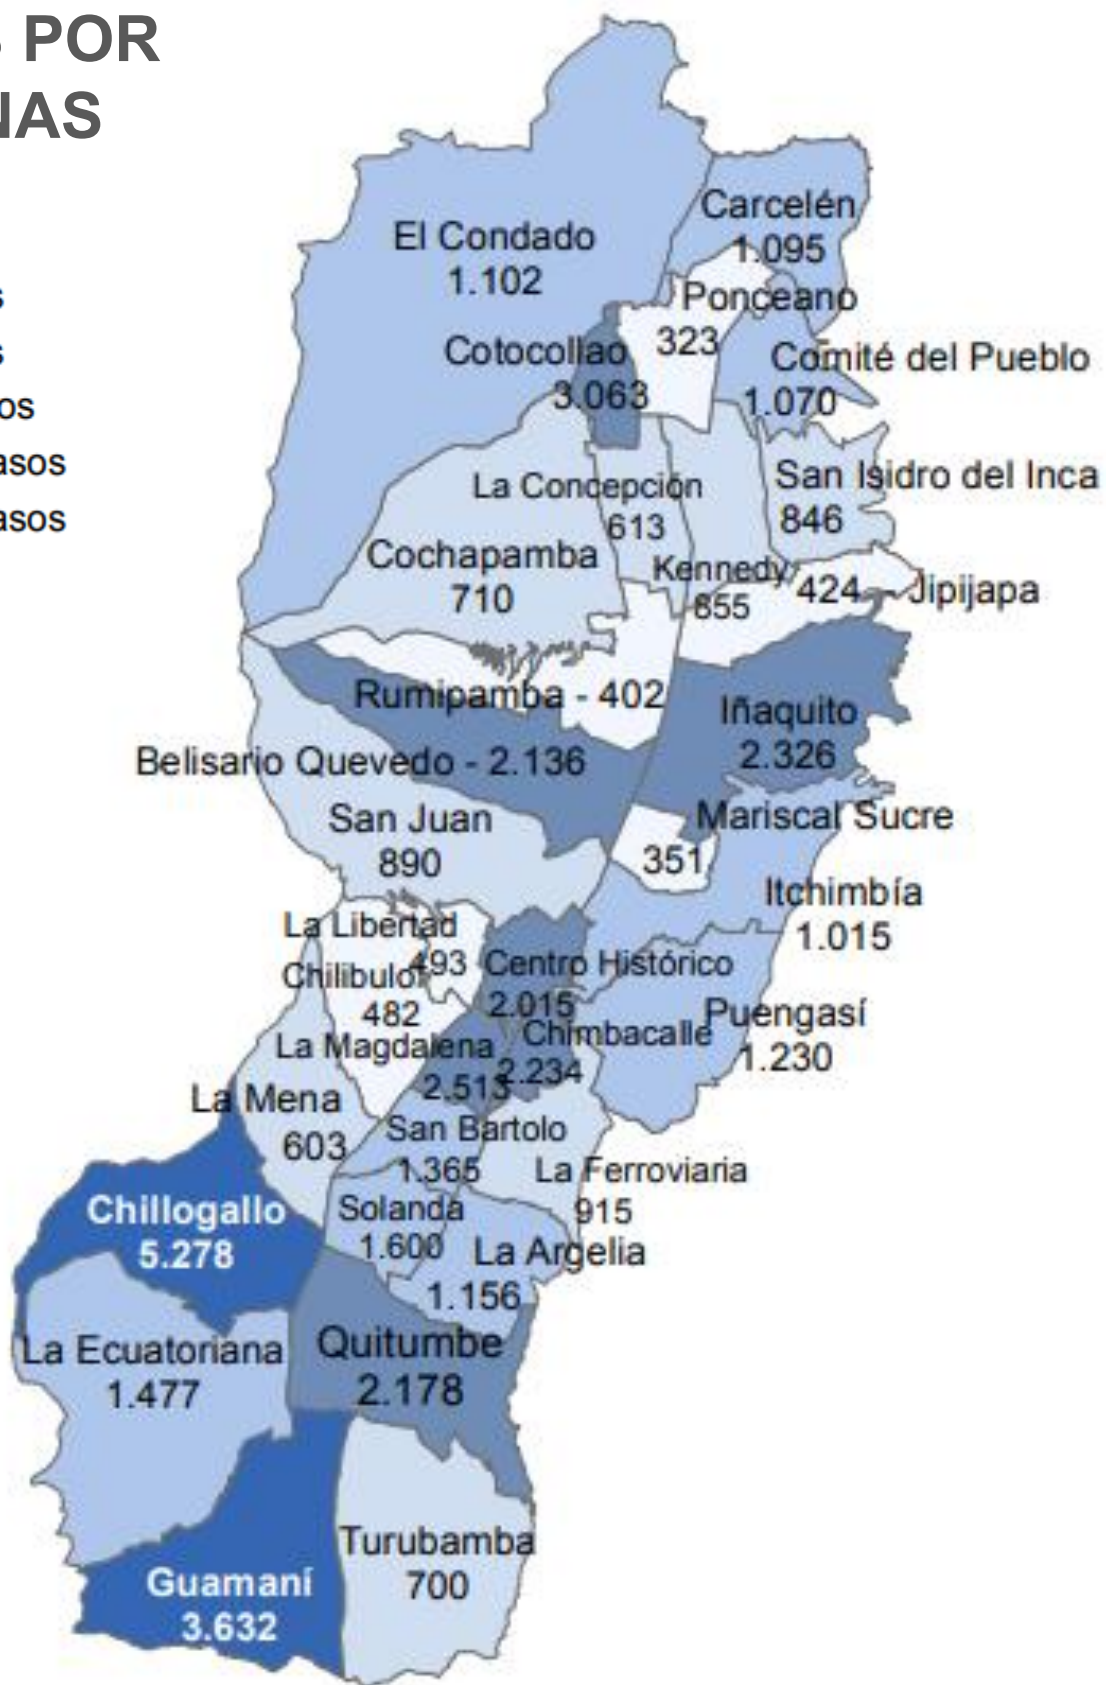 POR
NAS
os
asos
asos
El Condado
1.102
Carcelén
1.095
Ponceano
323
Cotocollao
3.063
Comité del Pueblo
1.070
La Concepción
613
San Isidro del Inca
846
Cochapamba
710
Kennedy
855
424
Jipijapa
Rumipamba - 402
Iñaquito
2.326
Belisario Quevedo - 2.136
San Juan
890
Mariscal Sucre
351
Itchimbía
1.015
La Libertad
493
Centro Histórico
2.015
Chilibulo
482
Chimbacalle
2.234
Puengasí
1.230
La Magdalena
2.513
La Mena
603
San Bartolo
1.365
La Ferroviaria
915
Chillogallo
5.278
Solanda
1.600
La Argelia
1.156
La Ecuatoriana
1.477
Quitumbe
2.178
Turubamba
700
Guamaní
3.632